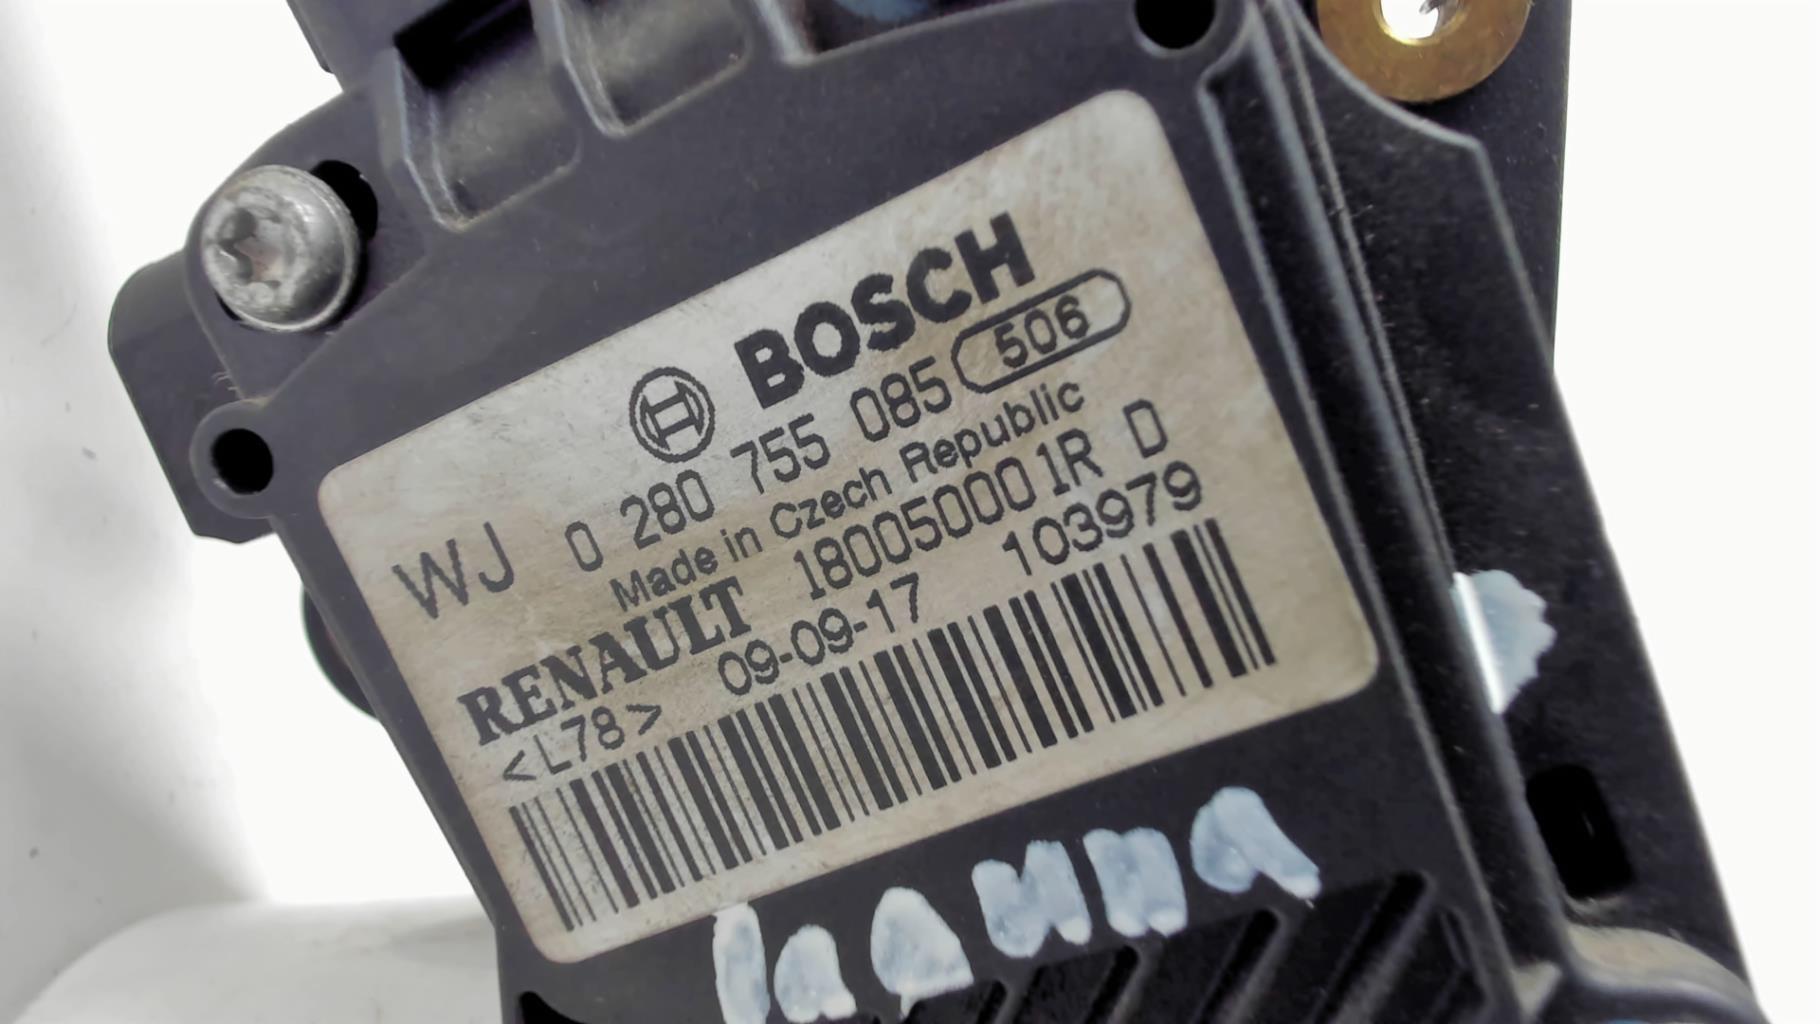 BOSCH
WJ 0 280 755 085 506
Made in Czech Republic
RENAULT 180050001R D
<L78> 09-09-17 103979